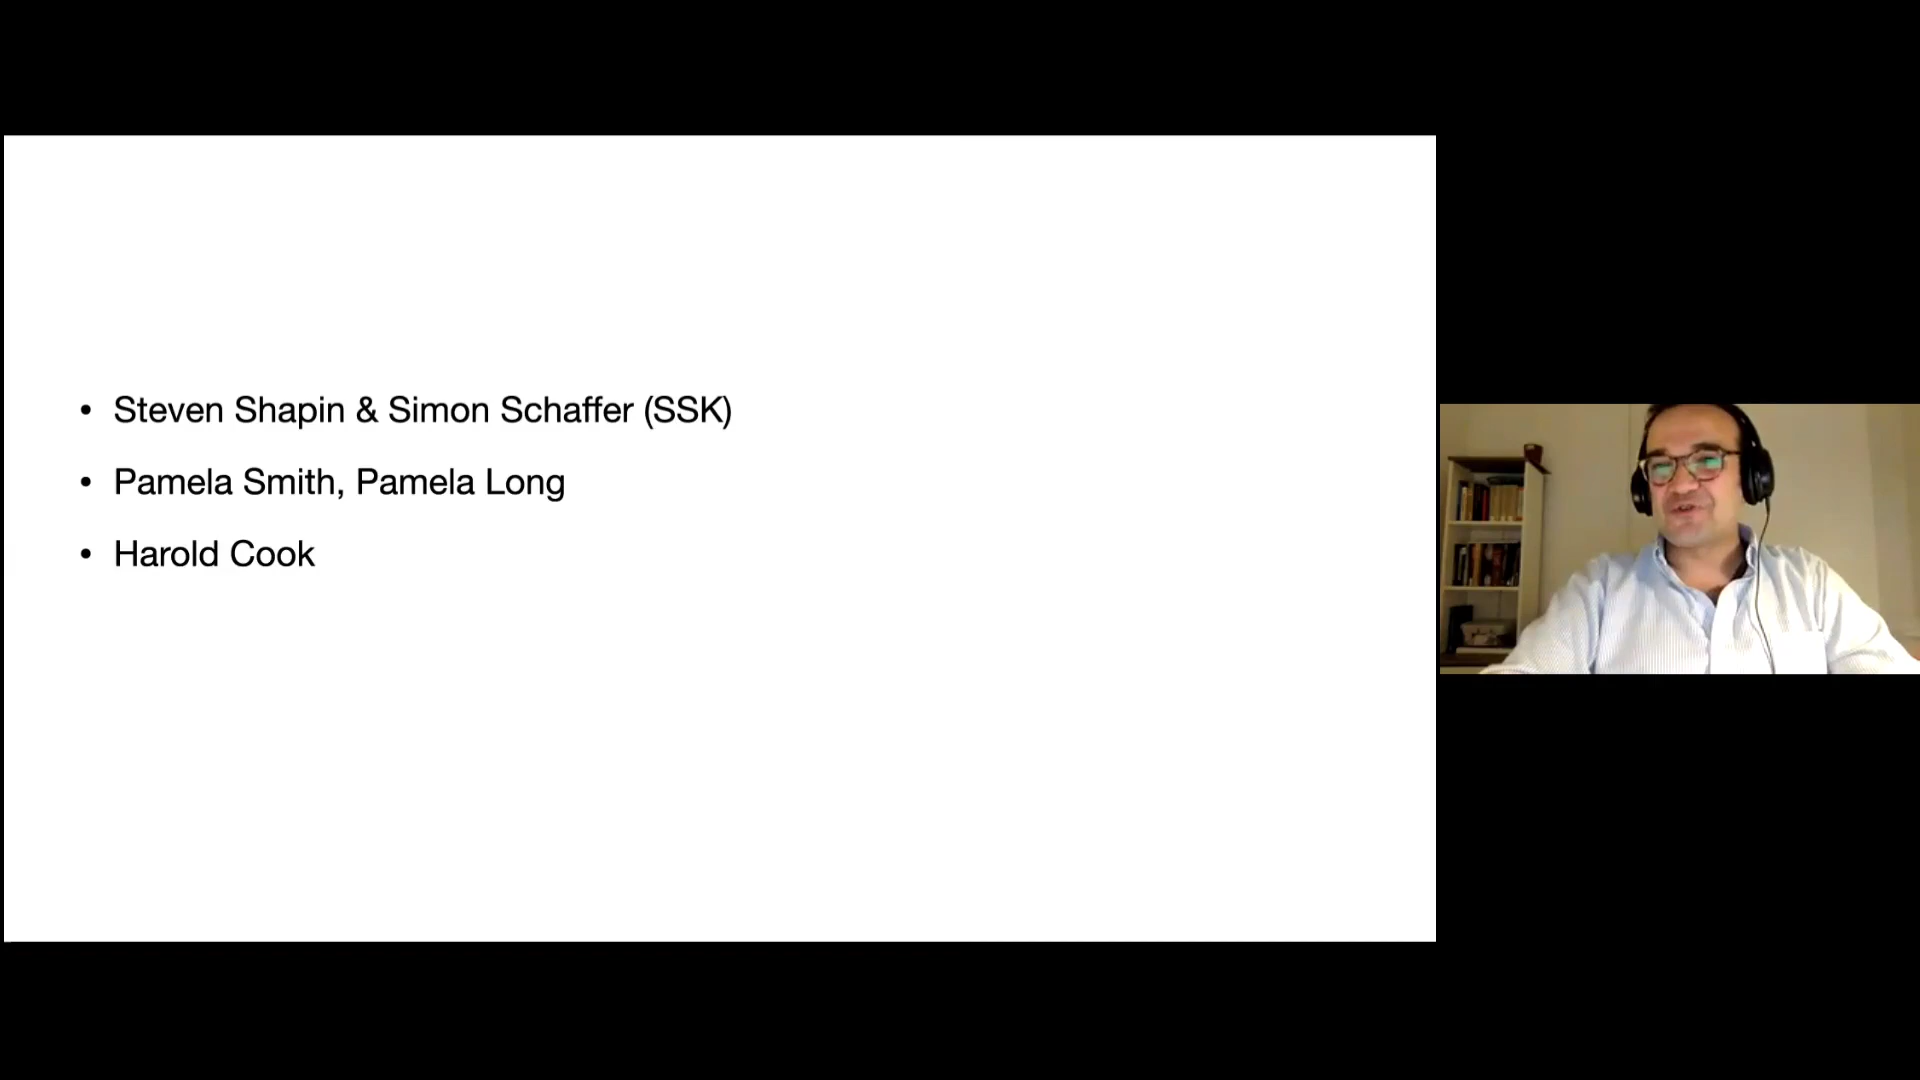 • Steven Shapin & Simon Schaffer (SSK)
• Pamela Smith, Pamela Long
• Harold Cook